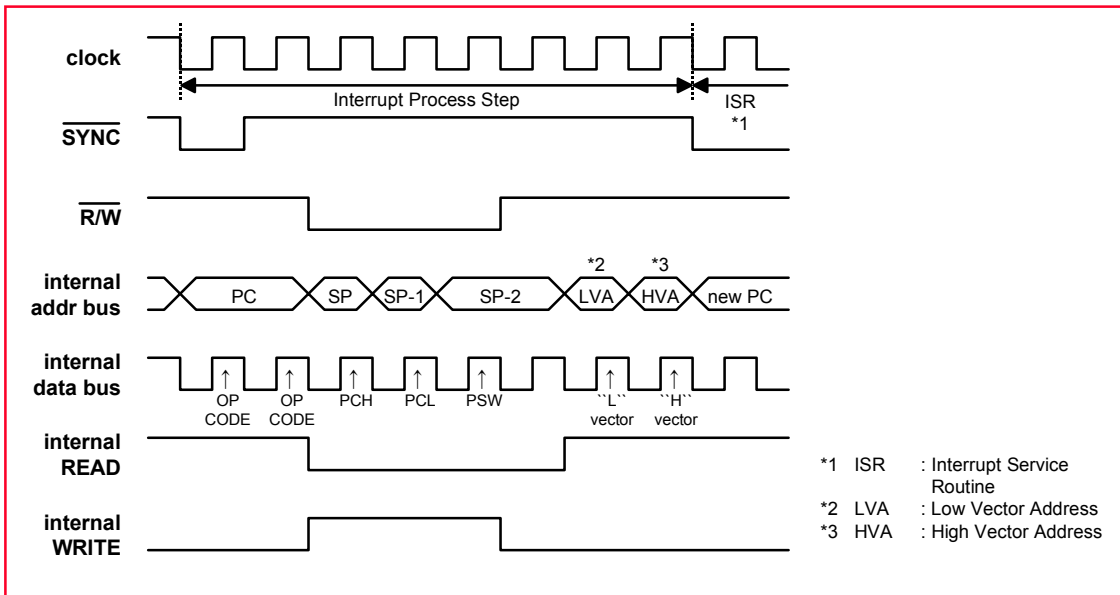 clock
Interrupt Process Step
ISR
*1
SYNC
R/W
*2
*3
internal
addr bus
PC
SP
SP-1
SP-2
LVA
HVA
new PC
internal
data bus
↑ ↑ ↑ ↑ ↑ ↑ ↑
OP
CODE
OP
CODE
PCH
PCL
PSW
``L``
vector
``H``
vector
internal
READ
internal
WRITE
*1 ISR : Interrupt Service
Routine
*2 LVA : Low Vector Address
*3 HVA : High Vector Address